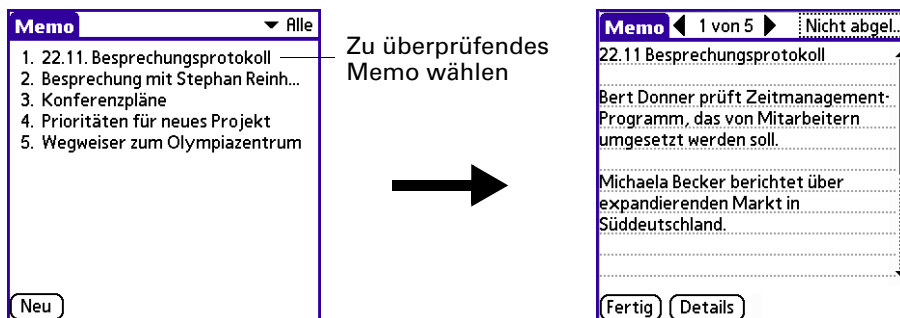 Memo
Alle
1. 22.11. Besprechungsprotokoll
2. Besprechung mit Stephan Reinh...
3. Konferenzpläne
4. Prioritäten für neues Projekt
5. Wegweiser zum Olympiazentrum
Neu
Zu überprüfendes
Memo wählen
Memo 1 von 5 Nicht abgel...
22.11 Besprechungsprotokoll
Bert Donner prüft Zeitmanagement-
Programm, das von Mitarbeitern
umgesetzt werden soll.
Michaela Becker berichtet über
expandierenden Markt in
Süddeutschland.
Fertig Details